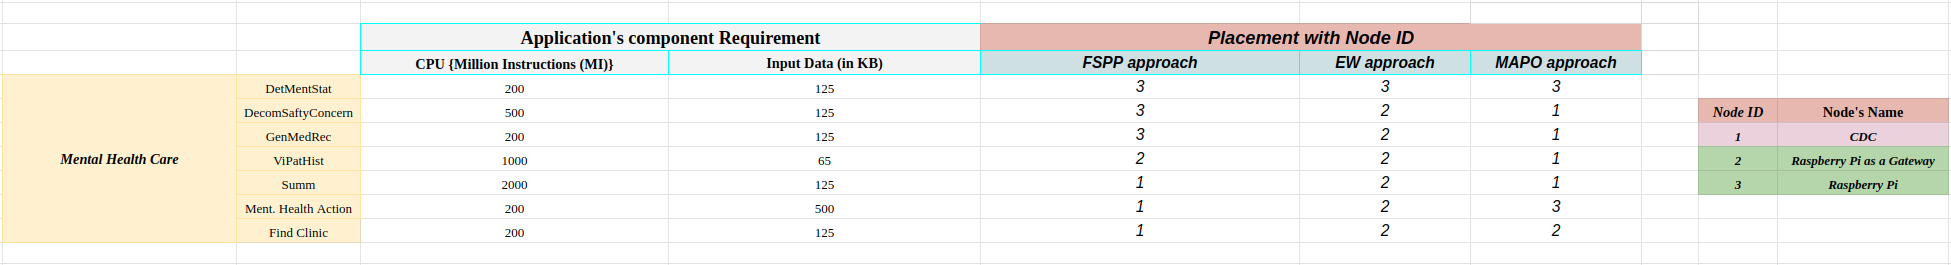 Application's component Requirement Placement with Node ID
CPU {Million Instructions (MI)} Input Data (in KB) FSPP approach EW approach MAPO approach
DetMentStat 200 125 3 3 3
DecomSaftyConcern 500 125 3 2 1 Node ID Node's Name
GenMedRec 200 125 3 2 1 1 CDC
Mental Health Care ViPatHist 1000 65 2 2 1 2 Raspberry Pi as a Gateway
Summ 2000 125 1 2 1 3 Raspberry Pi
Ment. Health Action 200 500 1 2 3
Find Clinic 200 125 1 2 2